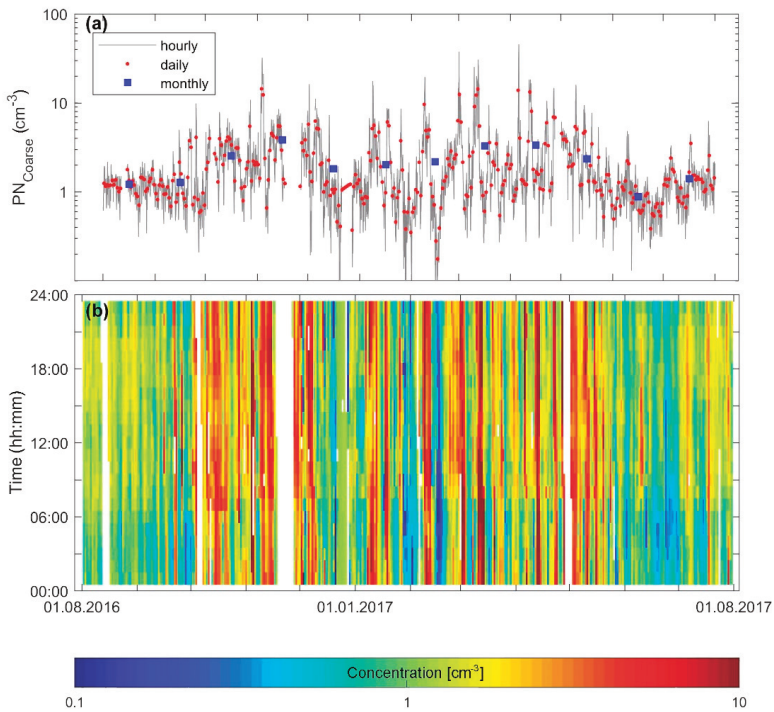 100
(a)
hourly
daily
monthly
10
1
PN_Coarse (cm⁻³)
24:00
(b)
18:00
12:00
06:00
00:00
Time (hh:mm)
01.08.2016 01.01.2017 01.08.2017
Concentration [cm⁻³]
0.1 1 10